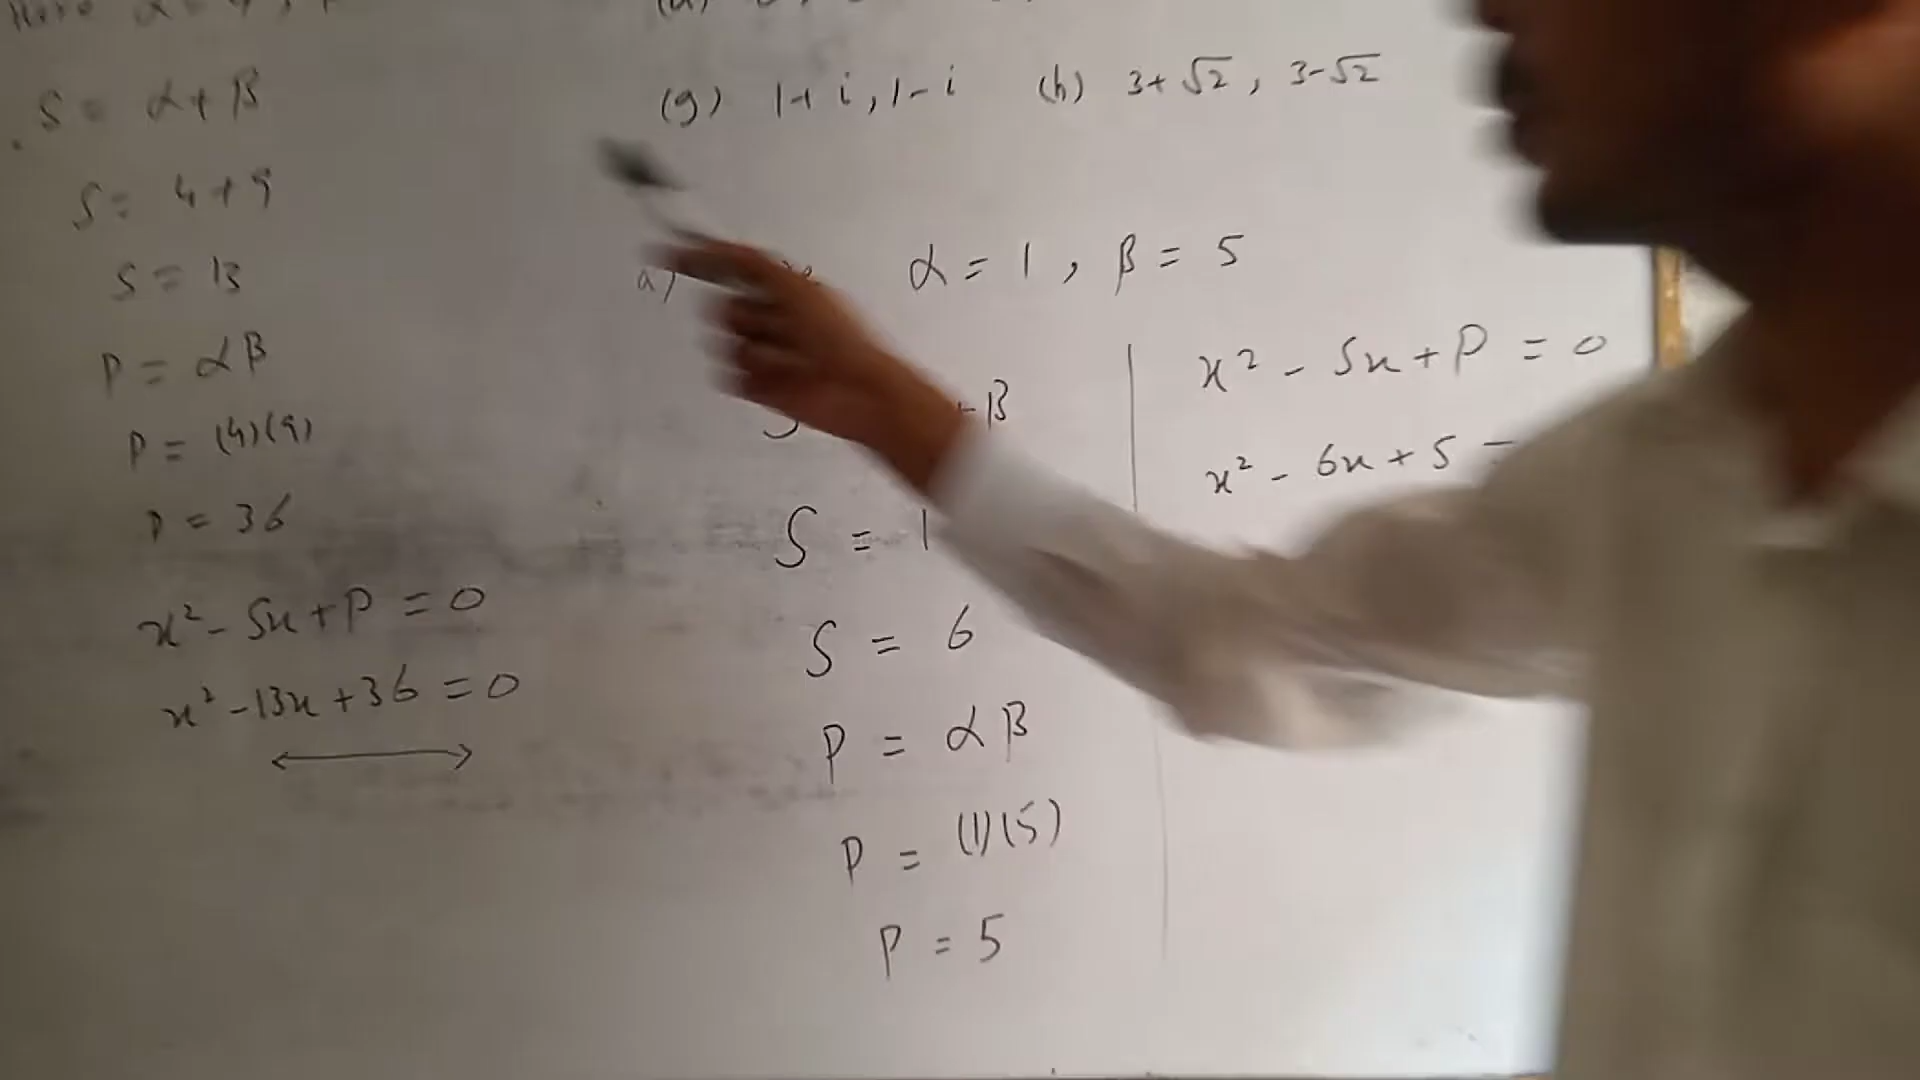 S = α + β
S = 4 + 9
S = 13
P = αβ
P = (4)(9)
P = 36
x² - Sx + P = 0
x² - 13x + 36 = 0
(g) 1+i, 1-i (h) 3+√2, 3-√2
a) α = 1, β = 5
S β
S = 1
S = 6
P = αβ
P = (1)(5)
P = 5
x² - Sx + P = 0
x² - 6x + 5 =